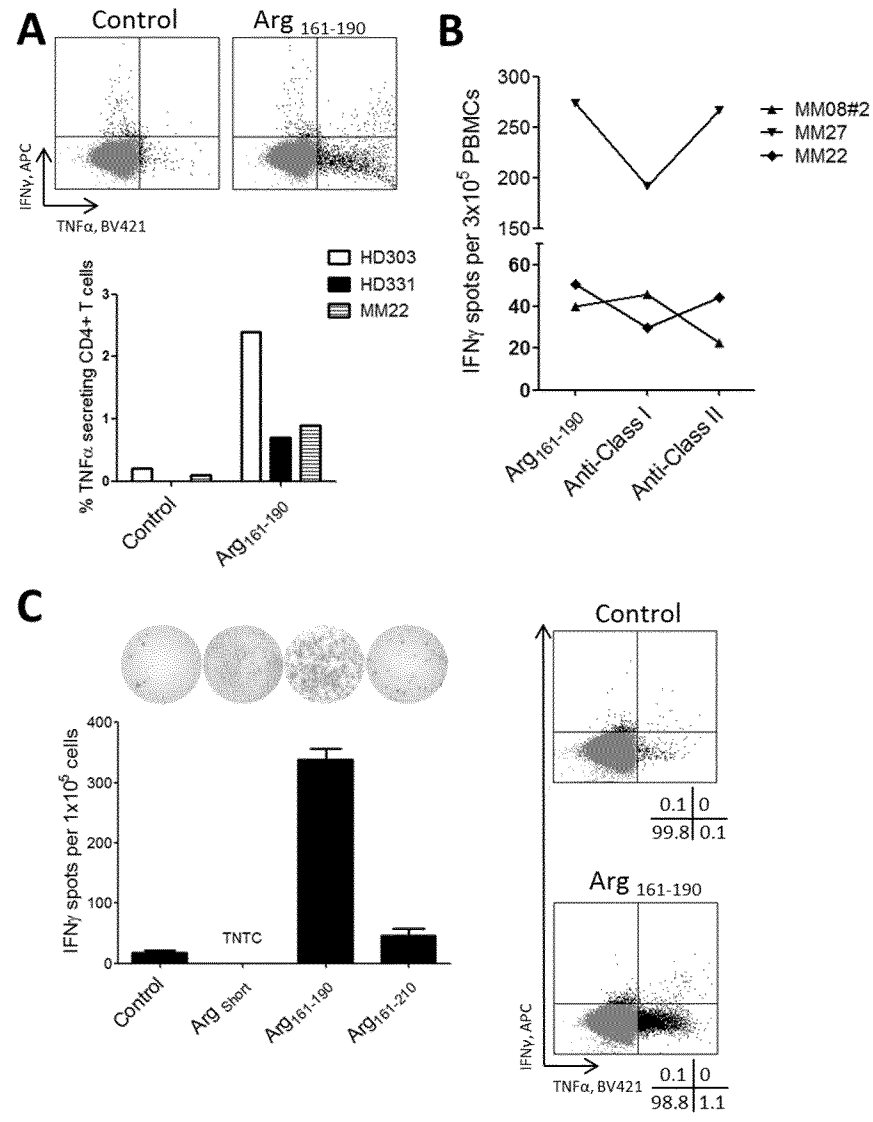 A
Control
Arg 161-190
IFNγ, APC
TNFα, BV421
HD303
HD331
MM22
% TNFα secreting CD4+ T cells
3
2
1
0
Control
Arg161-190
B
IFNγ spots per 3x10⁵ PBMCs
300
250
200
150
60
40
20
0
MM08#2
MM27
MM22
Arg161-190
Anti-Class I
Anti-Class II
C
IFNγ spots per 1x10⁵ cells
400
300
200
100
0
TNTC
Control
Arg Short
Arg161-190
Arg161-210
Control
0.1 0
99.8 0.1
Arg 161-190
IFNγ, APC
TNFα, BV421
0.1 0
98.8 1.1